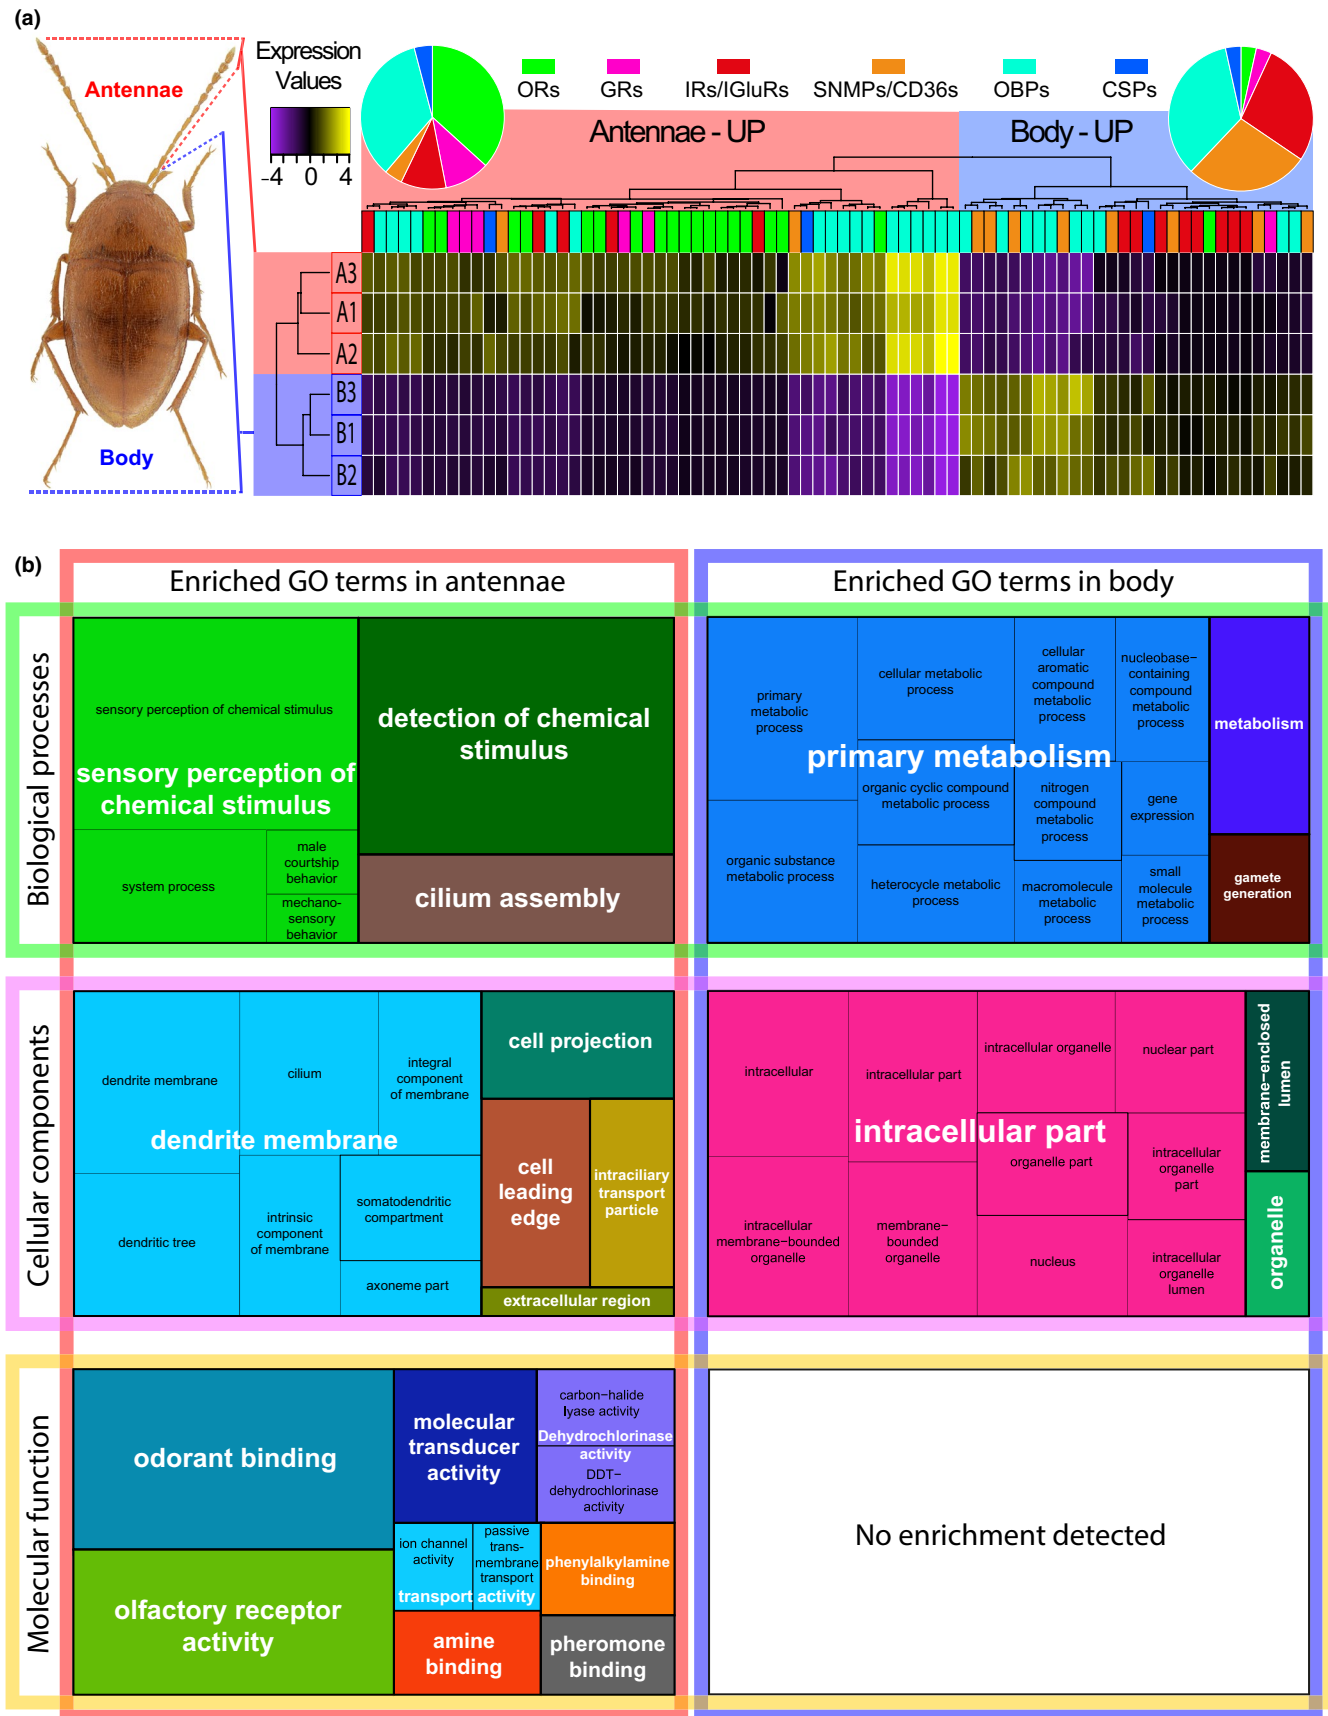 (a)
Antennae
Body
Expression
Values
-4 0 4
ORs GRs IRs/IGluRs SNMPs/CD36s OBPs CSPs
Antennae - UP
Body - UP
A3
A1
A2
B3
B1
B2
(b)
Enriched GO terms in antennae
Enriched GO terms in body
Biological processes
sensory perception of chemical stimulus
sensory perception of
chemical stimulus
system process
male
courtship
behavior
mechano-
sensory
behavior
detection of chemical
stimulus
cilium assembly
primary
metabolic
process
cellular metabolic
process
cellular
aromatic
compound
metabolic
process
nucleobase−
containing
compound
metabolic
process
primary metabolism
organic cyclic compound
metabolic process
nitrogen
compound
metabolic
process
gene
expression
organic substance
metabolic process
heterocycle metabolic
process
macromolecule
metabolic
process
small
molecule
metabolic
process
metabolism
gamete
generation
Cellular components
dendrite membrane
cilium
integral
component
of membrane
dendrite membrane
dendritic tree
intrinsic
component
of membrane
somatodendritic
compartment
axoneme part
cell projection
cell
leading
edge
intraciliary
transport
particle
extracellular region
intracellular
intracellular part
intracellular organelle
nuclear part
intracellular part
organelle part
intracellular
organelle
part
intracellular
membrane−bounded
organelle
membrane−
bounded
organelle
nucleus
intracellular
organelle
lumen
membrane−enclosed
lumen
organelle
Molecular function
odorant binding
olfactory receptor
activity
molecular
transducer
activity
carbon−halide
lyase activity
Dehydrochlorinase
activity
DDT−
dehydrochlorinase
activity
ion channel
activity
passive
trans-
membrane
transport
transport activity
phenylalkylamine
binding
amine
binding
pheromone
binding
No enrichment detected